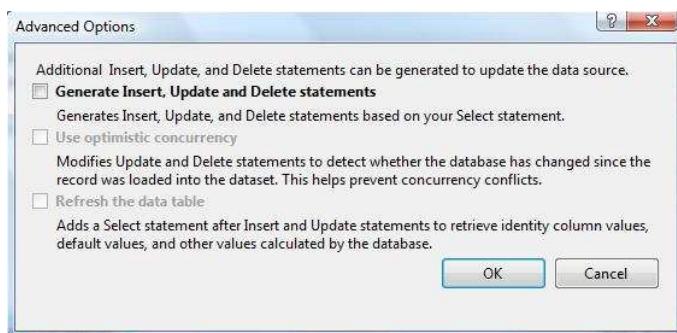 Advanced Options
?
X
Additional Insert, Update, and Delete statements can be generated to update the data source.
Generate Insert, Update and Delete statements
Generates Insert, Update, and Delete statements based on your Select statement.
Use optimistic concurrency
Modifies Update and Delete statements to detect whether the database has changed since the
record was loaded into the dataset. This helps prevent concurrency conflicts.
Refresh the data table
Adds a Select statement after Insert and Update statements to retrieve identity column values,
default values, and other values calculated by the database.
OK
Cancel